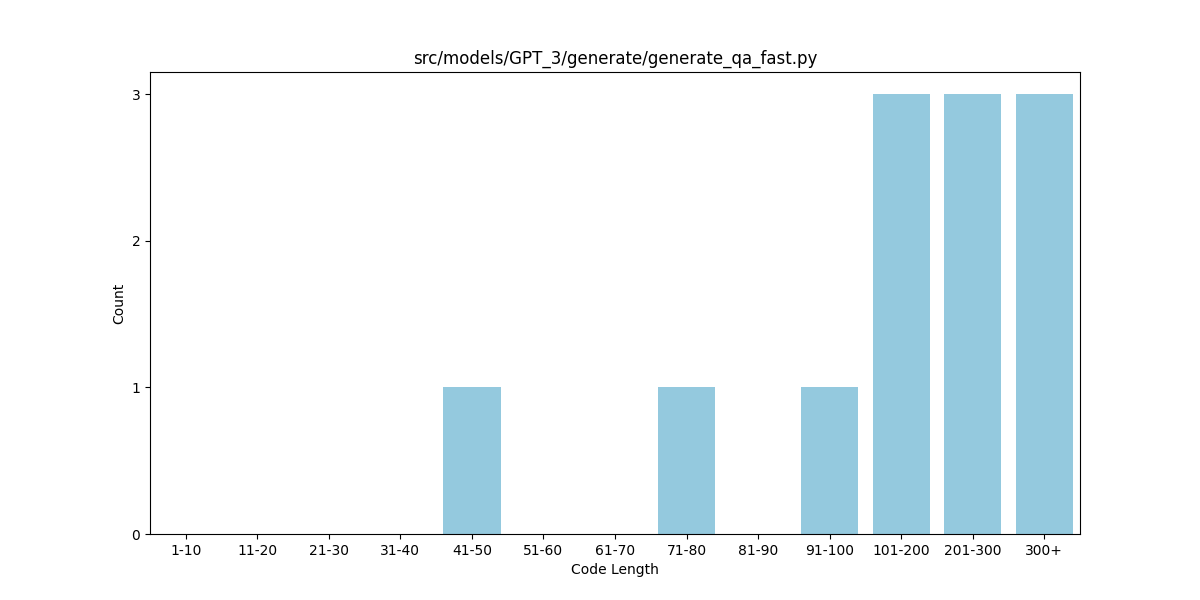 src/models/GPT_3/generate/generate_qa_fast.py
3
2
1
0
Count
1-10 11-20 21-30 31-40 41-50 51-60 61-70 71-80 81-90 91-100 101-200 201-300 300+
Code Length